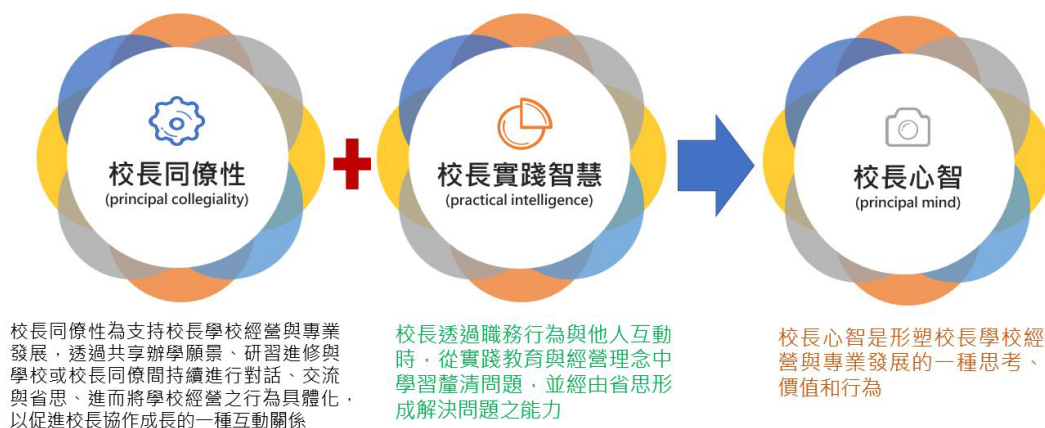 校長同僚性
(principal collegiality)
校長實踐智慧
(practical intelligence)
校長心智
(principal mind)
校長同僚性為支持校長學校經營與專業
發展，透過共享辦學願景、研習進修與
學校或校長同僚間持續進行對話、交流
與省思、進而將學校經營之行為具體化，
以促進校長協作成長的一種互動關係
校長透過職務行為與他人互動
時，從實踐教育與經營理念中
學習釐清問題，並經由省思形
成解決問題之能力
校長心智是形塑校長學校經
營與專業發展的一種思考、
價值和行為